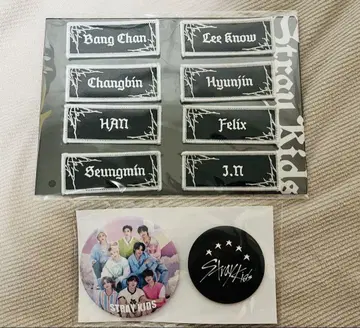 Bang Chan
Lee Know
Changbin
Hyunjin
HAN
Felix
Seungmin
I.N
Stray Kids
STRAY KIDS
Stray Kids